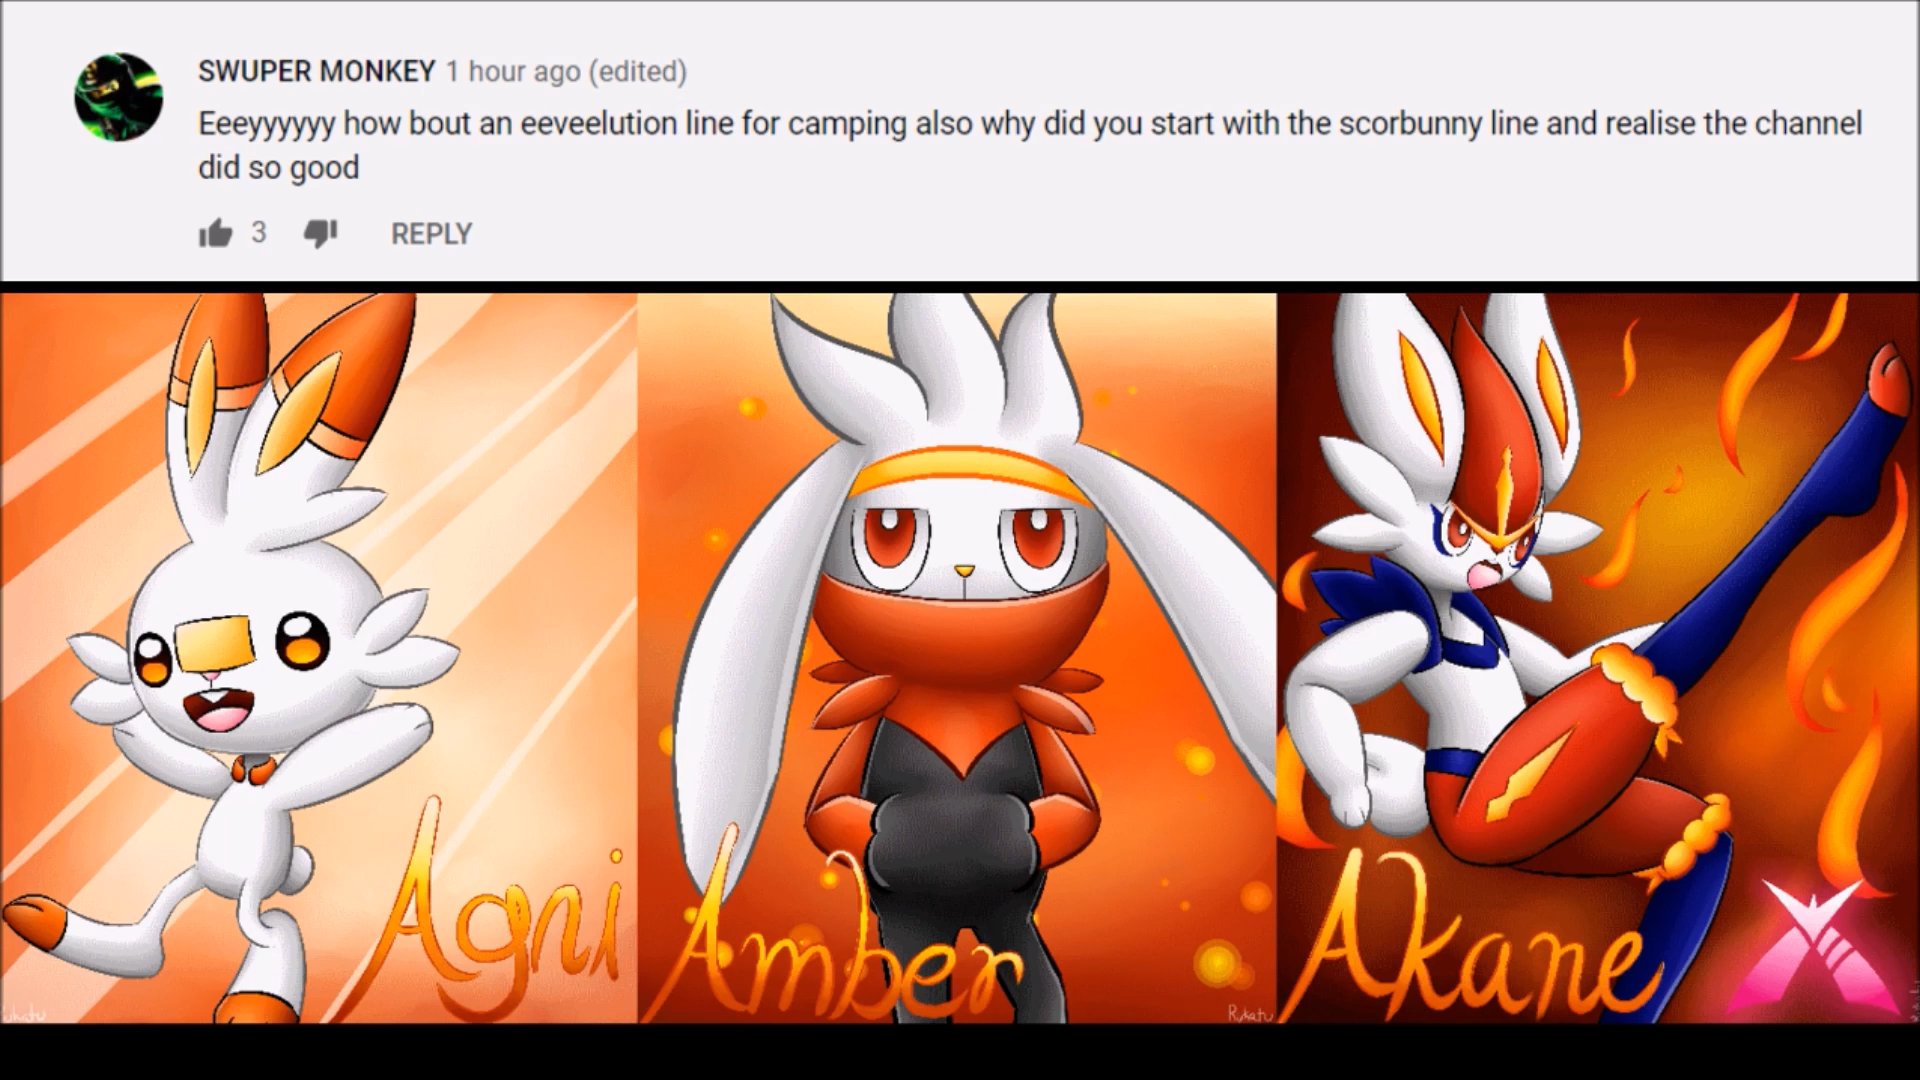 SWUPER MONKEY 1 hour ago (edited)
Eeeyyyyyy how bout an eeveelution line for camping also why did you start with the scorbunny line and realise the channel
did so good
3 REPLY
Agni
Amber
Akane
Rykatu